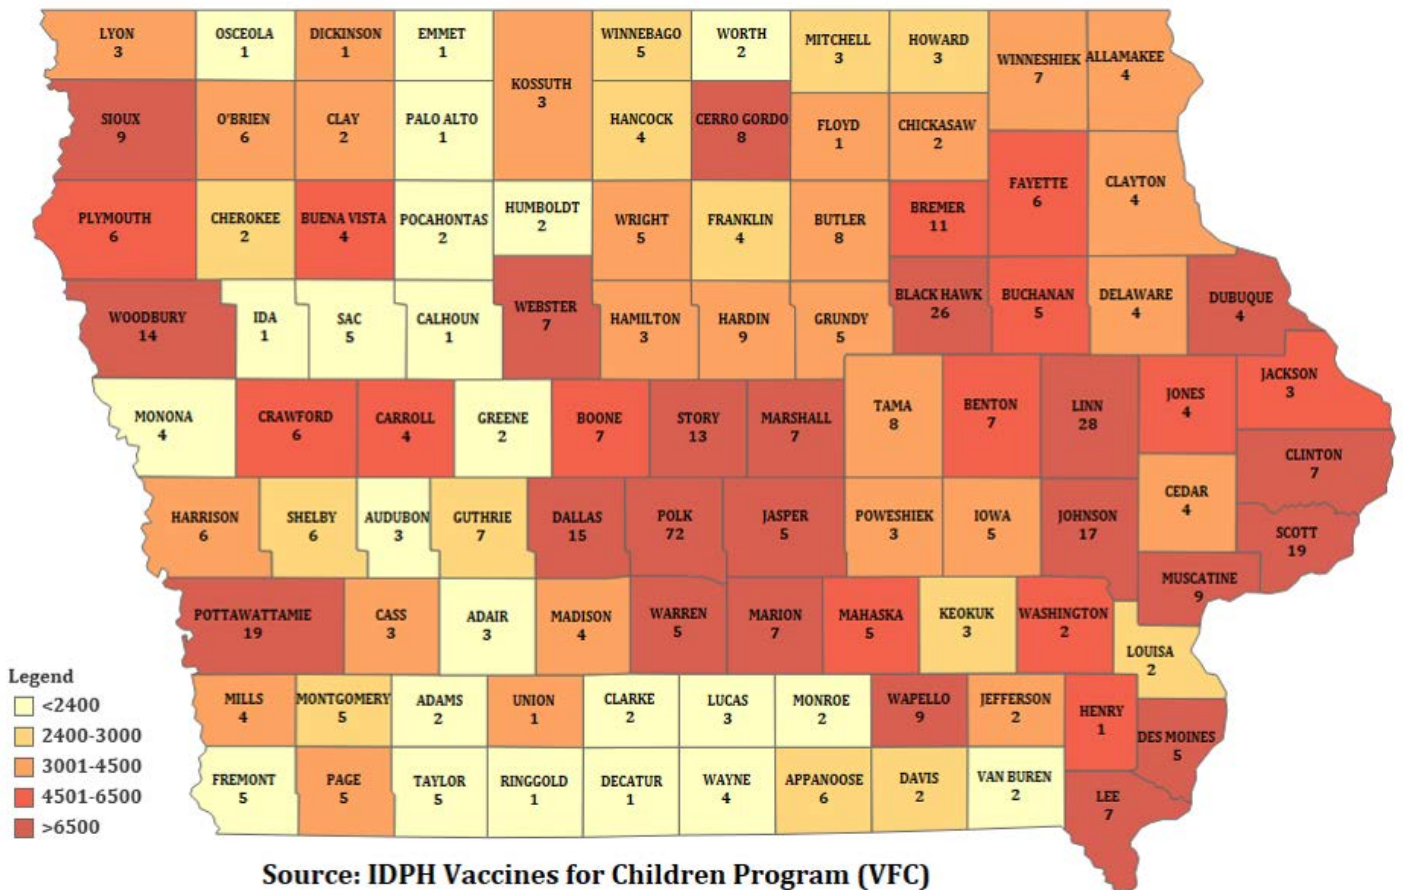 LYON
3
OSCEOLA
1
DICKINSON
1
EMMET
1
KOSSUTH
3
WINNEBAGO
5
WORTH
2
MITCHELL
3
HOWARD
3
WINNESHIEK
7
ALLAMAKEE
4
SIOUX
9
O'BRIEN
6
CLAY
2
PALO ALTO
1
HANCOCK
4
CERRO GORDO
8
FLOYD
1
CHICKASAW
2
PLYMOUTH
6
CHEROKEE
2
BUENA VISTA
4
POCAHONTAS
2
HUMBOLDT
2
WRIGHT
5
FRANKLIN
4
BUTLER
8
BREMER
11
FAYETTE
6
CLAYTON
4
WOODBURY
14
IDA
1
SAC
5
CALHOUN
1
WEBSTER
7
HAMILTON
3
HARDIN
9
GRUNDY
5
BLACK HAWK
26
BUCHANAN
5
DELAWARE
4
DUBUQUE
4
MONONA
4
CRAWFORD
6
CARROLL
4
GREENE
2
BOONE
7
STORY
13
MARSHALL
7
TAMA
8
BENTON
7
LINN
28
JONES
4
JACKSON
3
CLINTON
7
HARRISON
6
SHELBY
6
AUDUBON
3
GUTHRIE
7
DALLAS
15
POLK
72
JASPER
5
POWESHIEK
3
IOWA
5
JOHNSON
17
CEDAR
4
SCOTT
19
MUSCATINE
9
POTTAWATTAMIE
19
CASS
3
ADAIR
3
MADISON
4
WARREN
5
MARION
7
MAHASKA
5
KEOKUK
3
WASHINGTON
2
LOUISA
2
MILLS
4
MONTGOMERY
5
ADAMS
2
UNION
1
CLARKE
2
LUCAS
3
MONROE
2
WAPELLO
9
JEFFERSON
2
HENRY
1
DES MOINES
5
FREMONT
5
PAGE
5
TAYLOR
5
RINGGOLD
1
DECATUR
1
WAYNE
4
APPANOOSE
6
DAVIS
2
VAN BUREN
2
LEE
7
Legend
<2400
2400-3000
3001-4500
4501-6500
>6500
Source: IDPH Vaccines for Children Program (VFC)